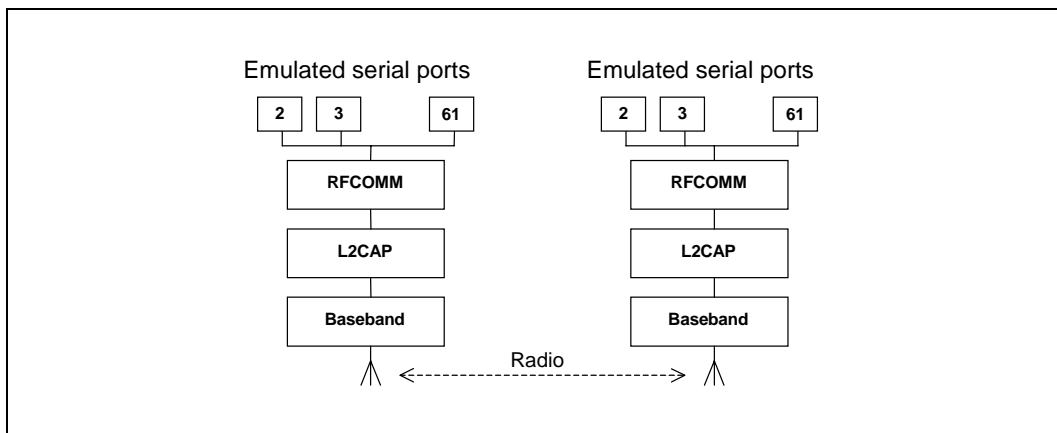 Emulated serial ports
2 3 61
RFCOMM
L2CAP
Baseband
Emulated serial ports
2 3 61
RFCOMM
L2CAP
Baseband
Radio